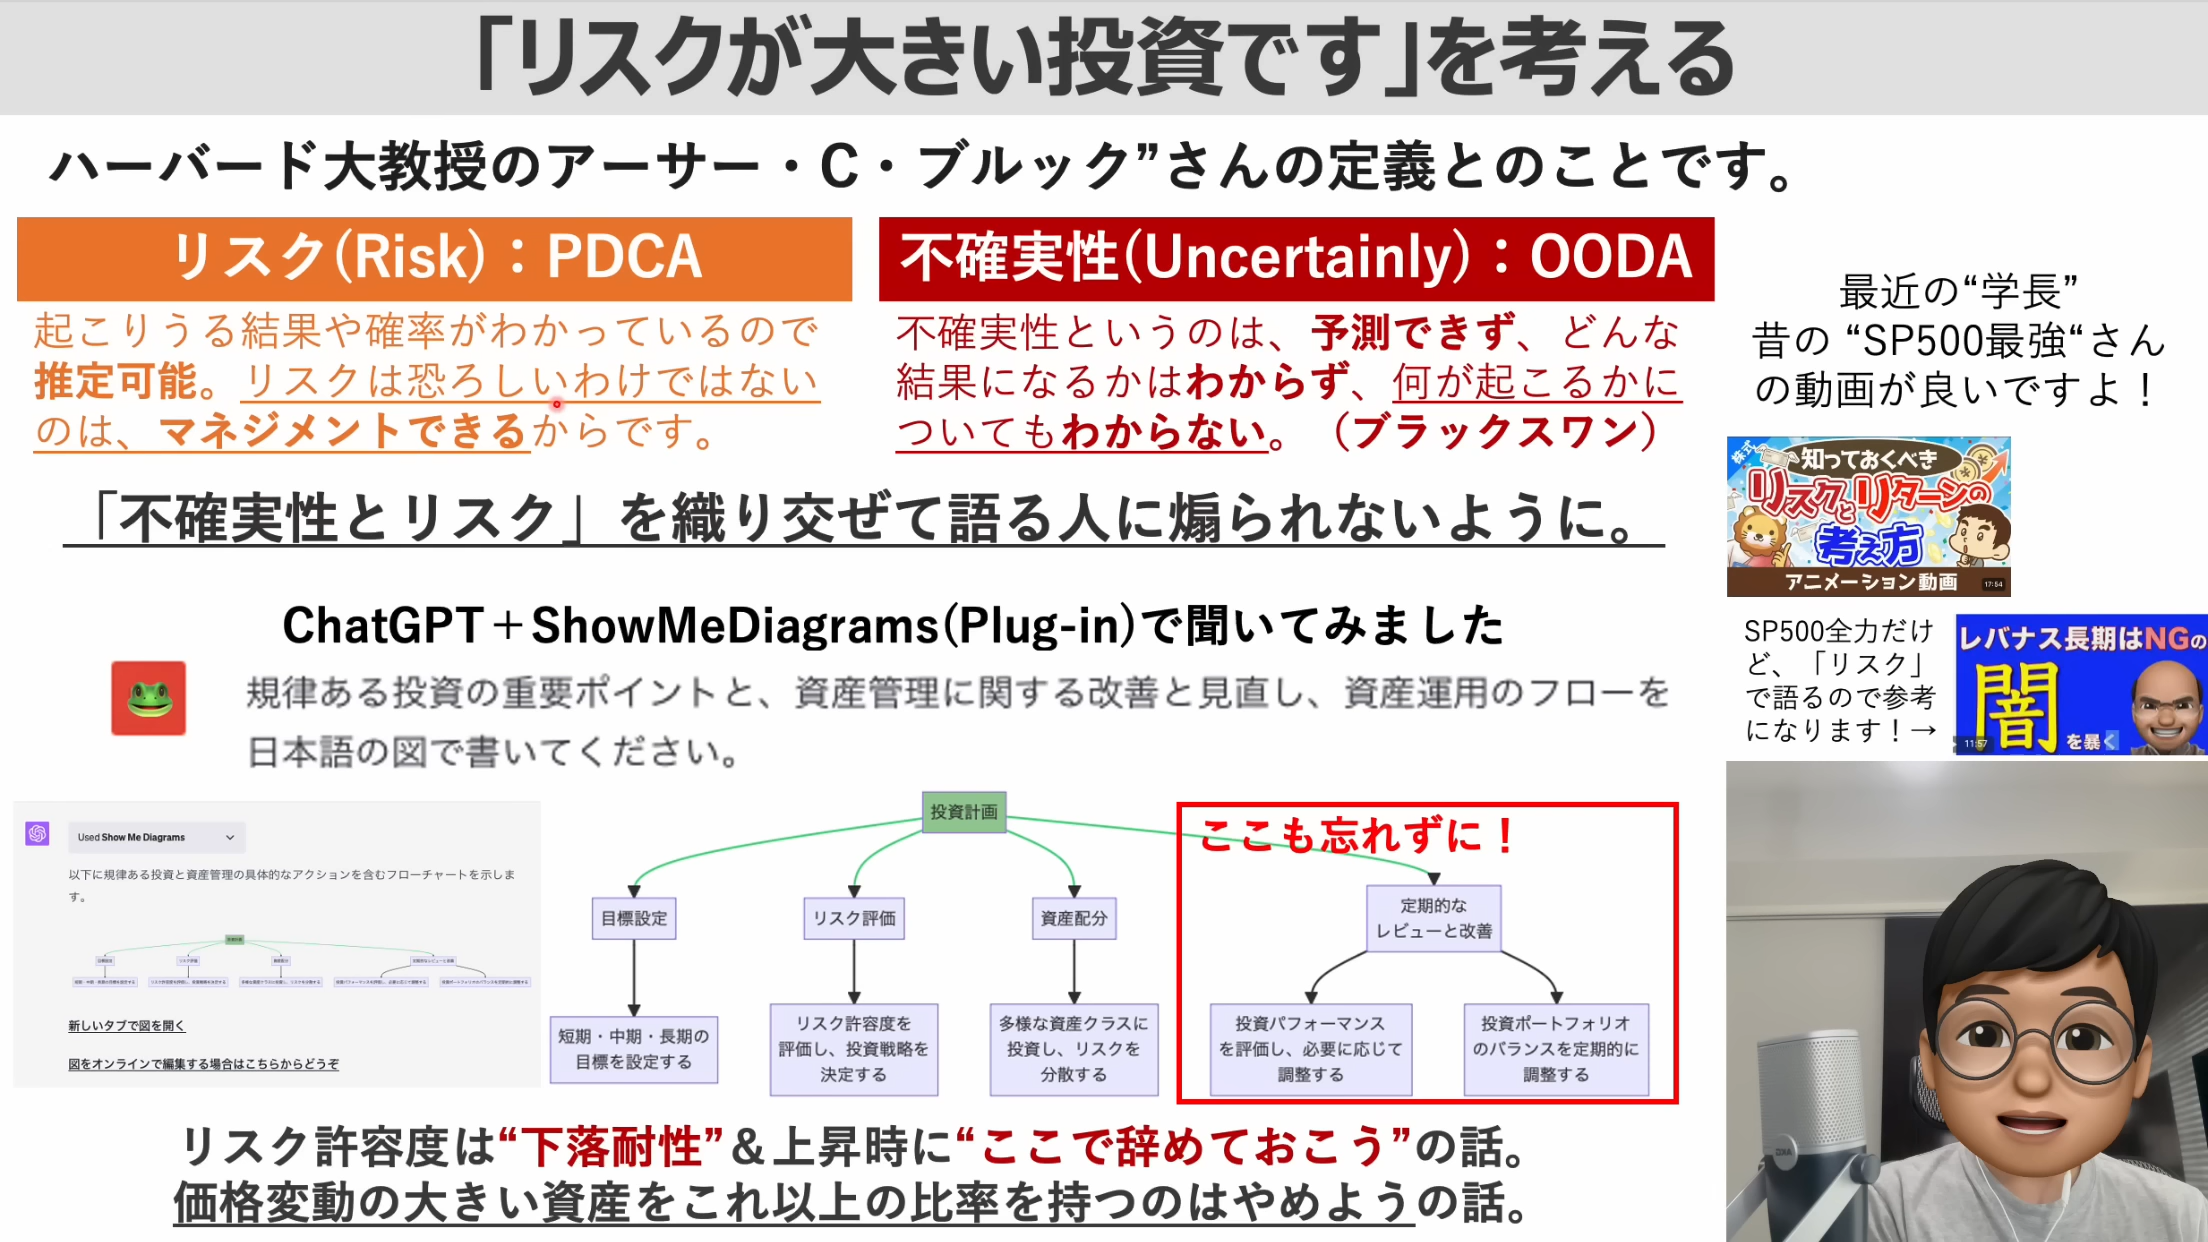 「リスクが大きい投資です」を考える
ハーバード大教授のアーサー・C・ブルック”さんの定義とのことです。
リスク(Risk)：PDCA
起こりうる結果や確率がわかっているので
推定可能。リスクは恐ろしいわけではない
のは、マネジメントできるからです。
不確実性(Uncertainly)：OODA
不確実性というのは、予測できず、どんな
結果になるかはわからず、何が起こるかに
ついてもわからない。（ブラックスワン）
「不確実性とリスク」を織り交ぜて語る人に煽られないように。
最近の“学長”
昔の “SP500最強“さん
の動画が良いですよ！
株式
知っておくべき
リスクとリターンの
考え方
アニメーション動画
17:54
SP500全力だけ
ど、「リスク」
で語るので参考
になります！→
レバナス長期はNGの
闇
を暴く
11:57
ChatGPT＋ShowMeDiagrams(Plug-in)で聞いてみました
規律ある投資の重要ポイントと、資産管理に関する改善と見直し、資産運用のフローを
日本語の図で書いてください。
Used Show Me Diagrams
以下に規律ある投資と資産管理の具体的なアクションを含むフローチャートを示しま
す。
新しいタブで図を開く
図をオンラインで編集する場合はこちらからどうぞ
投資計画
ここも忘れずに！
目標設定
リスク評価
資産配分
定期的な
レビューと改善
短期・中期・長期の
目標を設定する
リスク許容度を
評価し、投資戦略を
決定する
多様な資産クラスに
投資し、リスクを
分散する
投資パフォーマンス
を評価し、必要に応じて
調整する
投資ポートフォリオ
のバランスを定期的に
調整する
リスク許容度は“下落耐性”＆上昇時に“ここで辞めておこう”の話。
価格変動の大きい資産をこれ以上の比率を持つのはやめようの話。